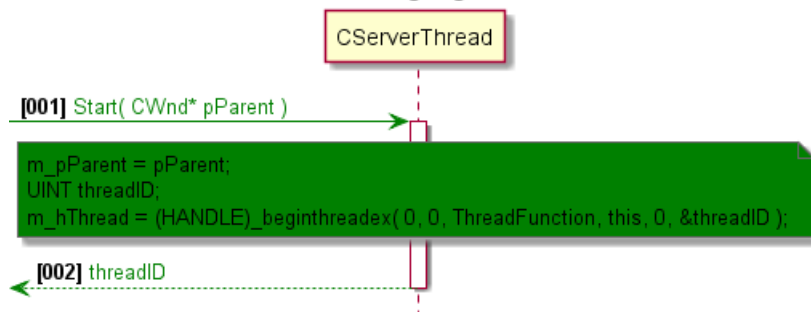 CServerThread
[001] Start( CWnd* pParent )
m_pParent = pParent;
UINT threadID;
m_hThread = (HANDLE)_beginthreadex( 0, 0, ThreadFunction, this, 0, &threadID );
[002] threadID